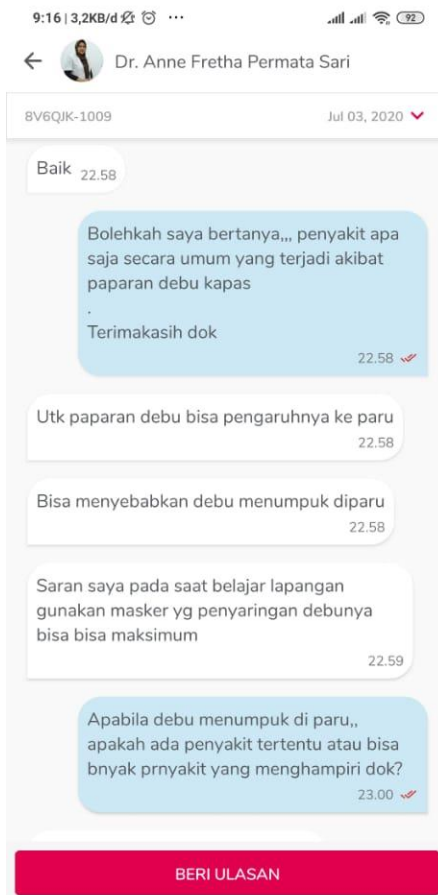 9:16 | 3,2KB/d ...
92
Dr. Anne Fretha Permata Sari
8V6QJK-1009
Jul 03, 2020
Baik 22.58
Bolehkah saya bertanya,,, penyakit apa
saja secara umum yang terjadi akibat
paparan debu kapas
.
Terimakasih dok
22.58
Utk paparan debu bisa pengaruhnya ke paru
22.58
Bisa menyebabkan debu menumpuk diparu
22.58
Saran saya pada saat belajar lapangan
gunakan masker yg penyaringan debunya
bisa bisa maksimum
22.59
Apabila debu menumpuk di paru,,
apakah ada penyakit tertentu atau bisa
bnyak prnyakit yang menghampiri dok?
23.00
BERI ULASAN